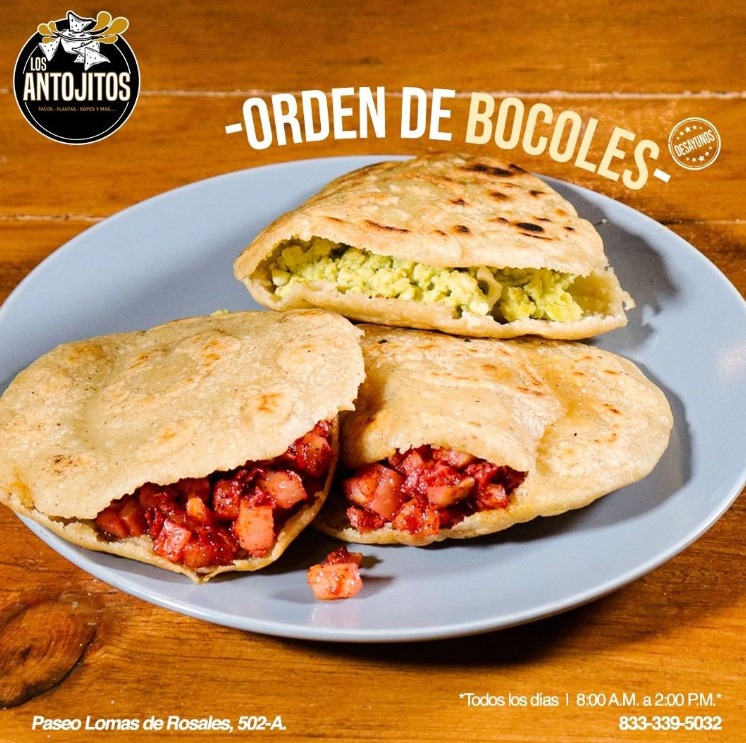 LOS
ANTOJITOS
TACOS - FLAUTAS - SOPES Y MAS....
-ORDEN DE BOCOLES-
DESAYUNOS
*Todos los días | 8:00 A.M. a 2:00 P.M.*
Paseo Lomas de Rosales, 502-A.
833-339-5032